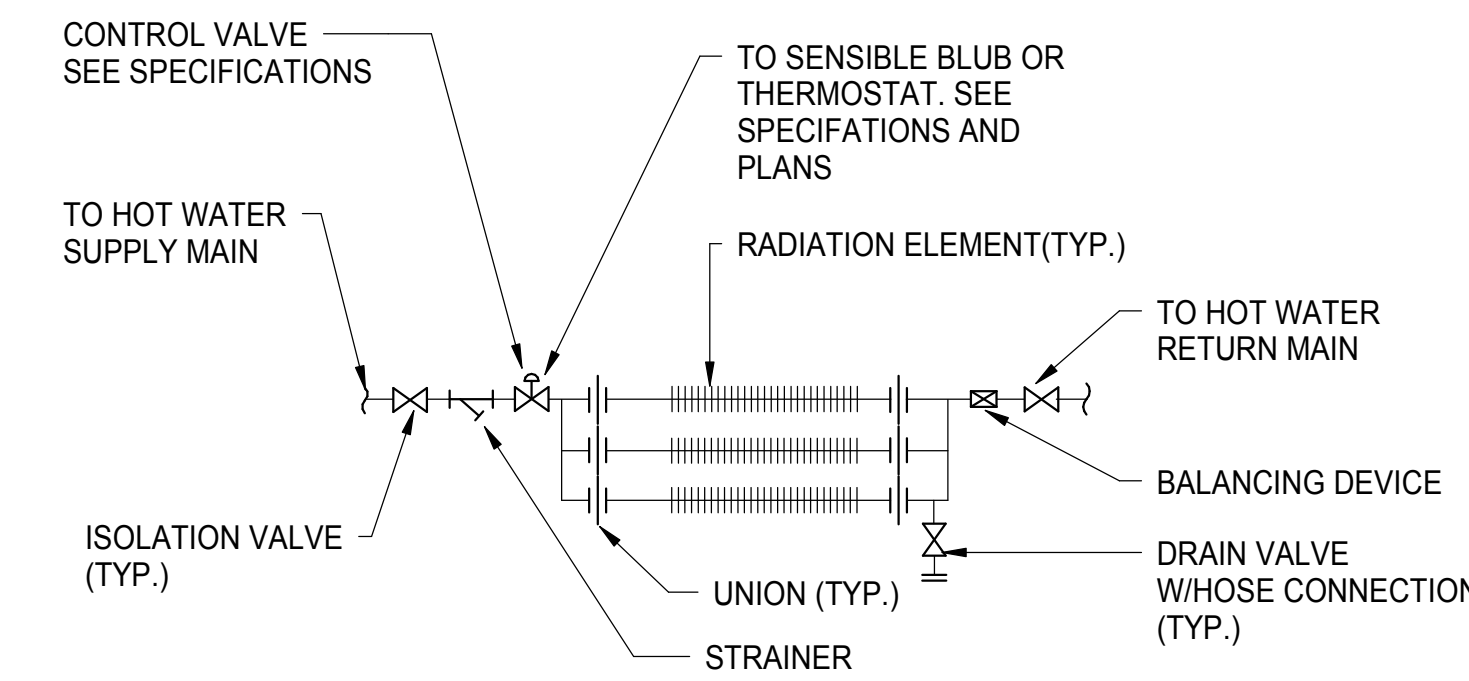 CONTROL VALVE
SEE SPECIFICATIONS
TO SENSIBLE BLUB OR
THERMOSTAT. SEE
SPECIFATIONS AND
PLANS
TO HOT WATER
SUPPLY MAIN
RADIATION ELEMENT(TYP.)
TO HOT WATER
RETURN MAIN
BALANCING DEVICE
ISOLATION VALVE
(TYP.)
DRAIN VALVE
W/HOSE CONNECTION
(TYP.)
UNION (TYP.)
STRAINER